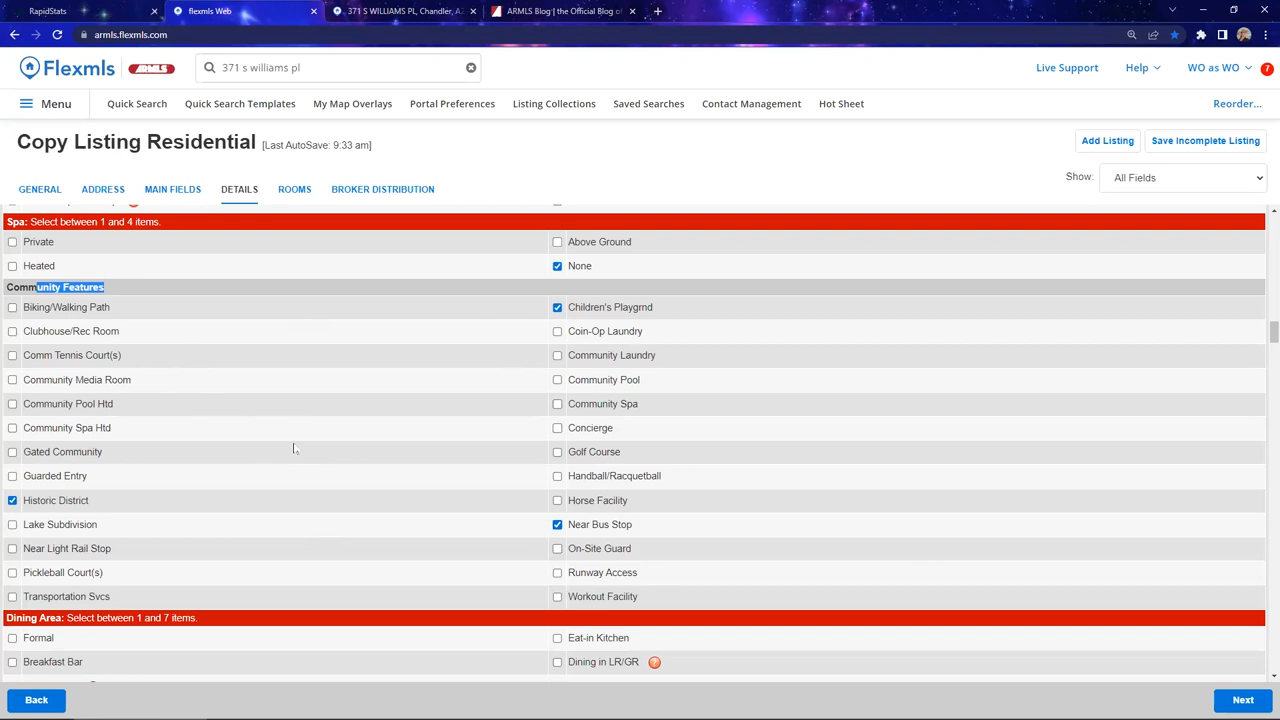 RapidStats
flexmls Web
371 S WILLIAMS PL, Chandler, A
ARMLS Blog | the Official Blog of
armls.flexmls.com
Flexmls
ARMLS
371 s williams pl
Live Support
Help
WO as WO
7
Menu
Quick Search
Quick Search Templates
My Map Overlays
Portal Preferences
Listing Collections
Saved Searches
Contact Management
Hot Sheet
Reorder...
Copy Listing Residential [Last AutoSave: 9:33 am]
Add Listing
Save Incomplete Listing
Show:
All Fields
GENERAL
ADDRESS
MAIN FIELDS
DETAILS
ROOMS
BROKER DISTRIBUTION
Spa: Select between 1 and 4 items.
Private
Above Ground
Heated
None
Community Features
Biking/Walking Path
Children's Playgrnd
Clubhouse/Rec Room
Coin-Op Laundry
Comm Tennis Court(s)
Community Laundry
Community Media Room
Community Pool
Community Pool Htd
Community Spa
Community Spa Htd
Concierge
Gated Community
Golf Course
Guarded Entry
Handball/Racquetball
Historic District
Horse Facility
Lake Subdivision
Near Bus Stop
Near Light Rail Stop
On-Site Guard
Pickleball Court(s)
Runway Access
Transportation Svcs
Workout Facility
Dining Area: Select between 1 and 7 items.
Formal
Eat-in Kitchen
Breakfast Bar
Dining in LR/GR
?
Back
Next